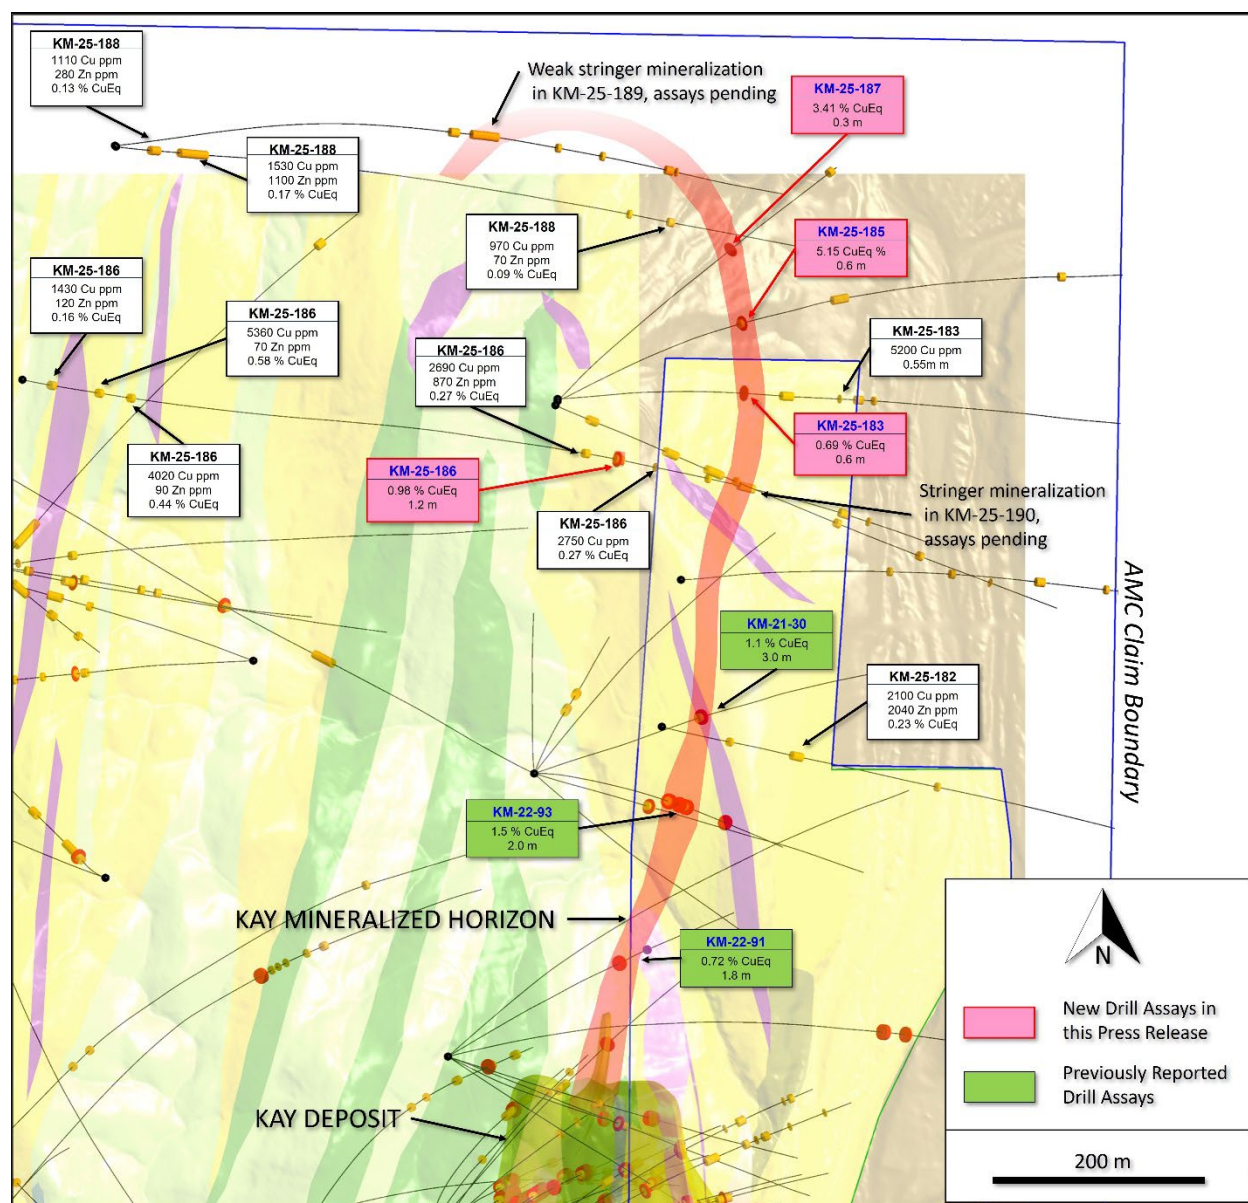 KM-25-188
1110 Cu ppm
280 Zn ppm
0.13 % CuEq
Weak stringer mineralization
in KM-25-189, assays pending
KM-25-187
3.41 % CuEq
0.3 m
KM-25-188
1530 Cu ppm
1100 Zn ppm
0.17 % CuEq
KM-25-188
970 Cu ppm
70 Zn ppm
0.09 % CuEq
KM-25-185
5.15 CuEq %
0.6 m
KM-25-186
1430 Cu ppm
120 Zn ppm
0.16 % CuEq
KM-25-186
5360 Cu ppm
70 Zn ppm
0.58 % CuEq
KM-25-186
2690 Cu ppm
870 Zn ppm
0.27 % CuEq
KM-25-183
5200 Cu ppm
0.55m m
KM-25-183
0.69 % CuEq
0.6 m
KM-25-186
4020 Cu ppm
90 Zn ppm
0.44 % CuEq
KM-25-186
0.98 % CuEq
1.2 m
KM-25-186
2750 Cu ppm
0.27 % CuEq
Stringer mineralization
in KM-25-190,
assays pending
AMC Claim Boundary
KM-21-30
1.1 % CuEq
3.0 m
KM-25-182
2100 Cu ppm
2040 Zn ppm
0.23 % CuEq
KM-22-93
1.5 % CuEq
2.0 m
KAY MINERALIZED HORIZON
KM-22-91
0.72 % CuEq
1.8 m
KAY DEPOSIT
N
New Drill Assays in
this Press Release
Previously Reported
Drill Assays
200 m